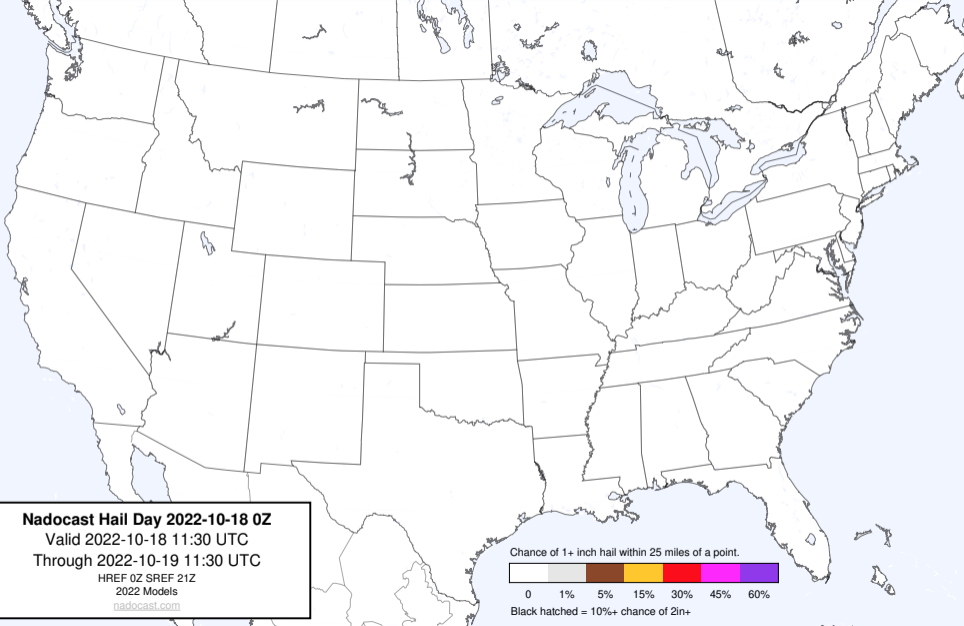 Nadocast Hail Day 2022-10-18 0Z
Valid 2022-10-18 11:30 UTC
Through 2022-10-19 11:30 UTC
HREF 0Z SREF 21Z
2022 Models
nadocast.com
Chance of 1+ inch hail within 25 miles of a point.
0 1% 5% 15% 30% 45% 60%
Black hatched = 10%+ chance of 2in+